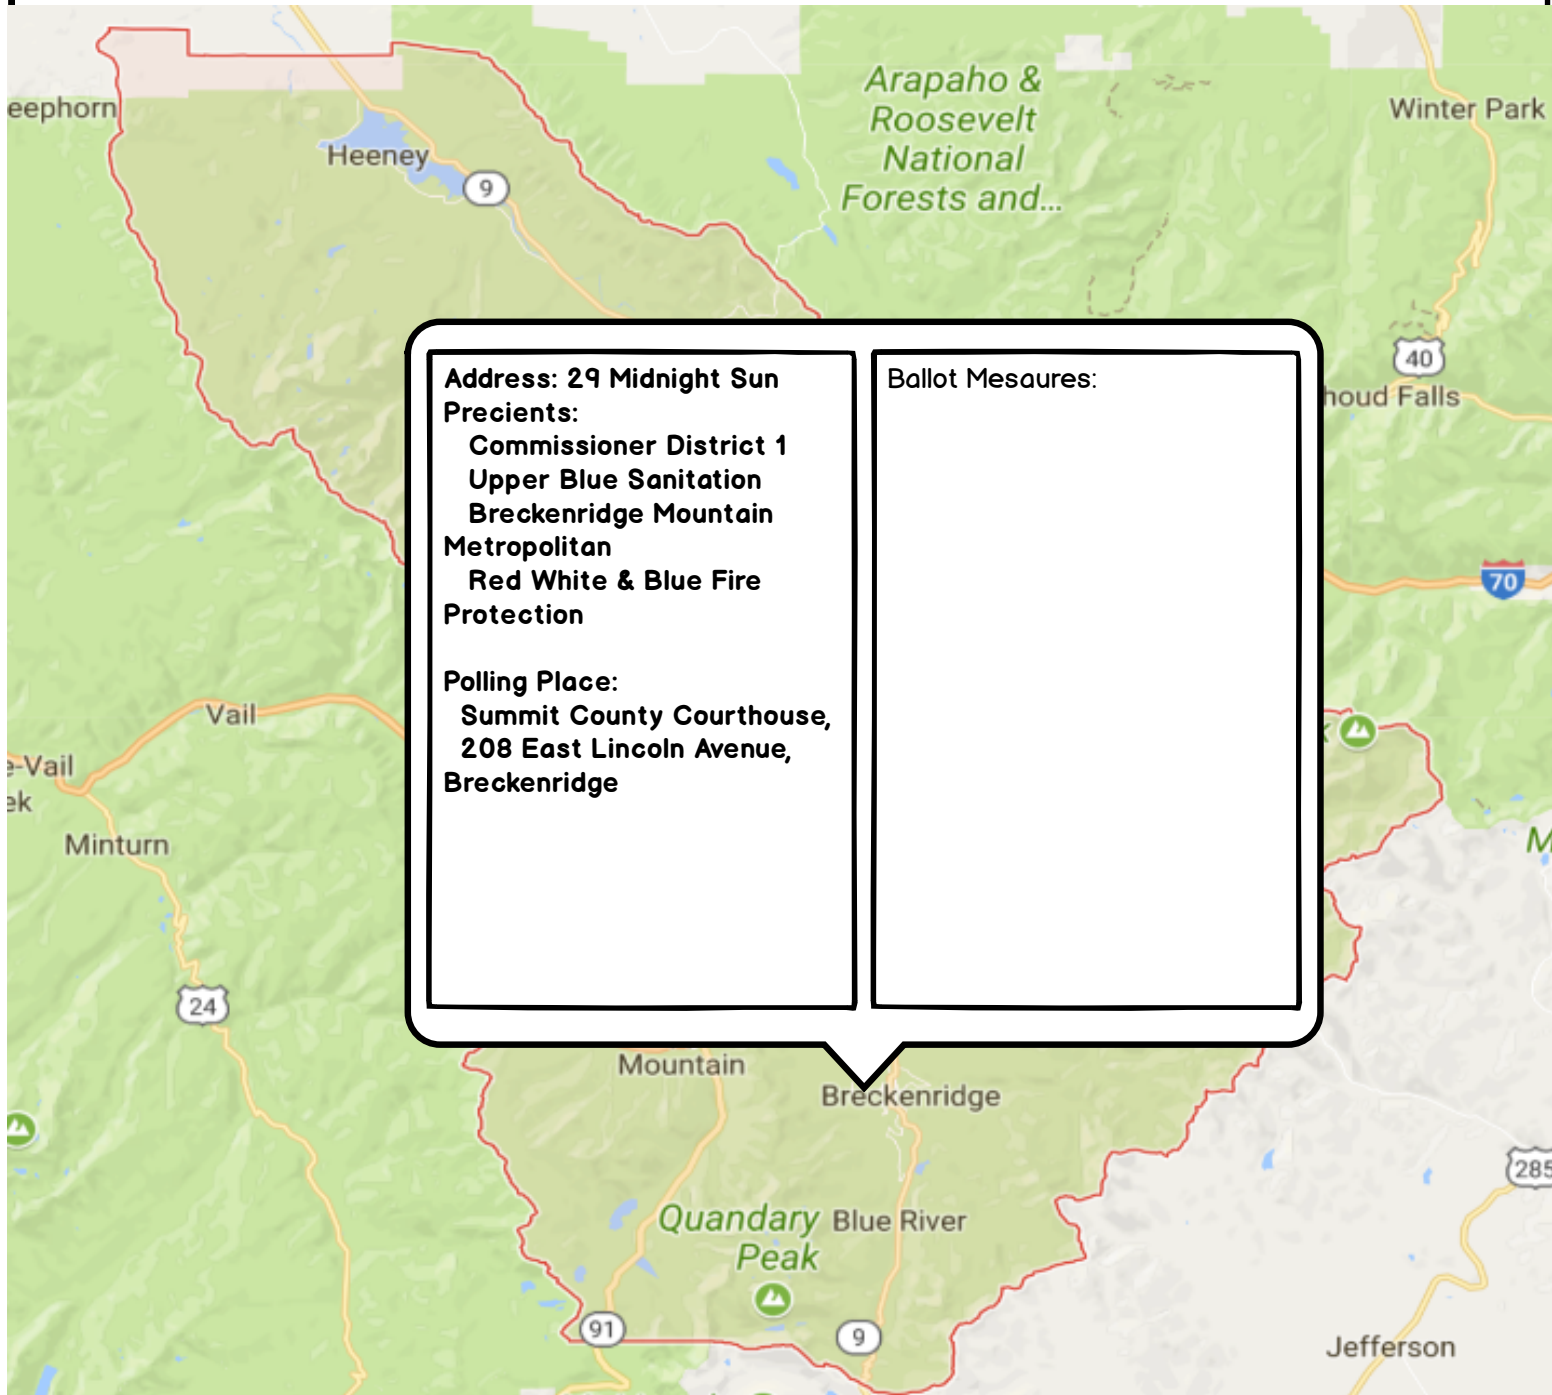 Arapaho &
Roosevelt
National
Forests and...
eephorn
Winter Park
Heeney
9
40
houd Falls
Address: 29 Midnight Sun
Precients:
Commissioner District 1
Upper Blue Sanitation
Breckenridge Mountain
Metropolitan
Red White & Blue Fire
Protection
Polling Place:
Summit County Courthouse,
208 East Lincoln Avenue,
Breckenridge
Ballot Mesaures:
70
Vail
k
e-Vail
ek
Minturn
M
24
Mountain
Breckenridge
285
Quandary
Peak
Blue River
91
9
Jefferson